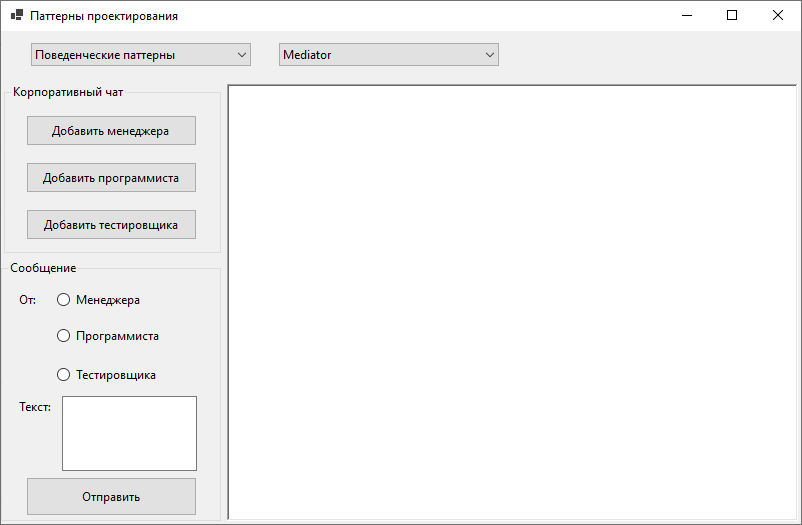 Паттерны проектирования
Поведенческие паттерны
Mediator
Корпоративный чат
Добавить менеджера
Добавить программиста
Добавить тестировщика
Сообщение
От:
Менеджера
Программиста
Тестировщика
Текст:
Отправить